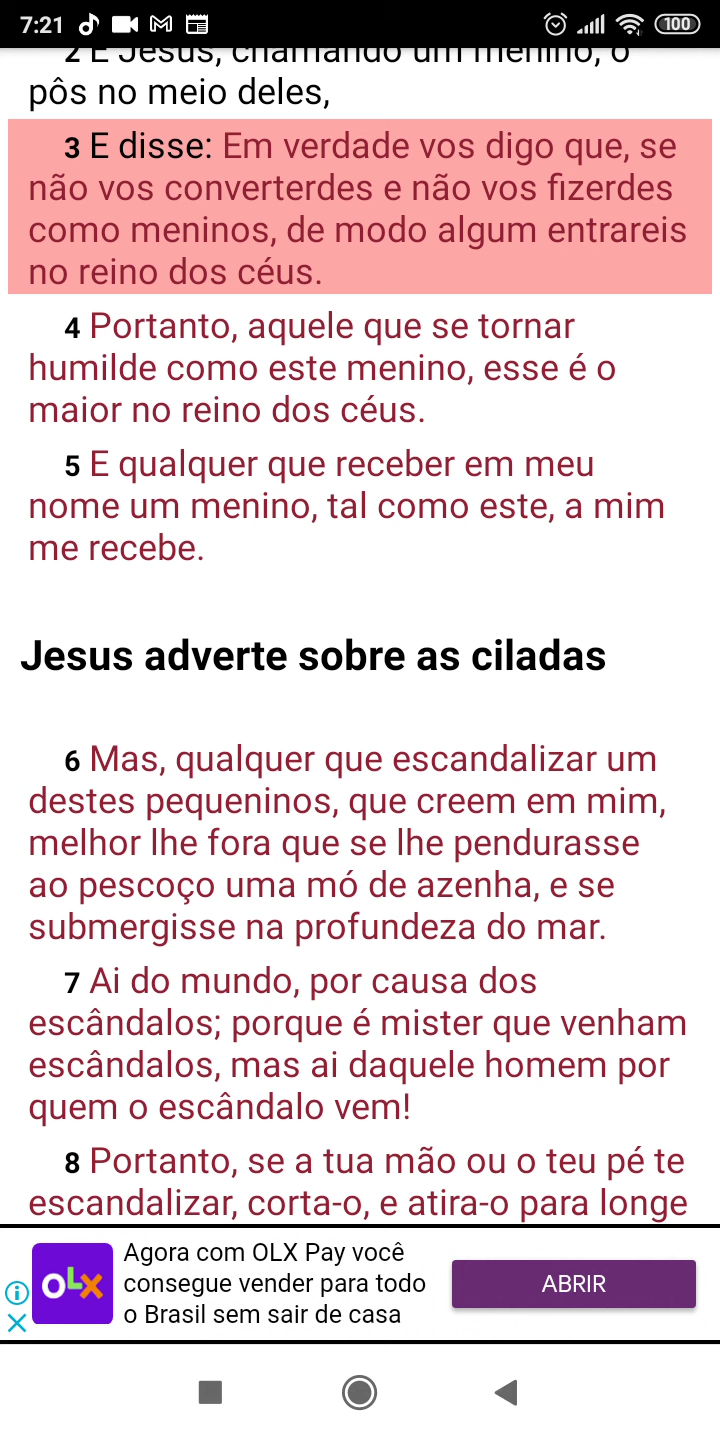 7:21 100
2 E Jesus, chamando um menino, o
pôs no meio deles,
3 E disse: Em verdade vos digo que, se
não vos converterdes e não vos fizerdes
como meninos, de modo algum entrareis
no reino dos céus.
4 Portanto, aquele que se tornar
humilde como este menino, esse é o
maior no reino dos céus.
5 E qualquer que receber em meu
nome um menino, tal como este, a mim
me recebe.
Jesus adverte sobre as ciladas
6 Mas, qualquer que escandalizar um
destes pequeninos, que creem em mim,
melhor lhe fora que se lhe pendurasse
ao pescoço uma mó de azenha, e se
submergisse na profundeza do mar.
7 Ai do mundo, por causa dos
escândalos; porque é mister que venham
escândalos, mas ai daquele homem por
quem o escândalo vem!
8 Portanto, se a tua mão ou o teu pé te
escandalizar, corta-o, e atira-o para longe
OLX
Agora com OLX Pay você
consegue vender para todo
o Brasil sem sair de casa
ABRIR